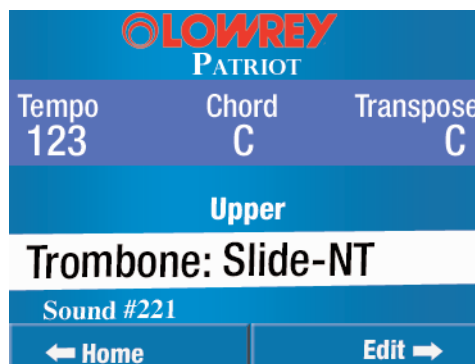 LOWREY
PATRIOT
Tempo Chord Transpose
123 C C
Upper
Trombone: Slide-NT
Sound #221
Home Edit